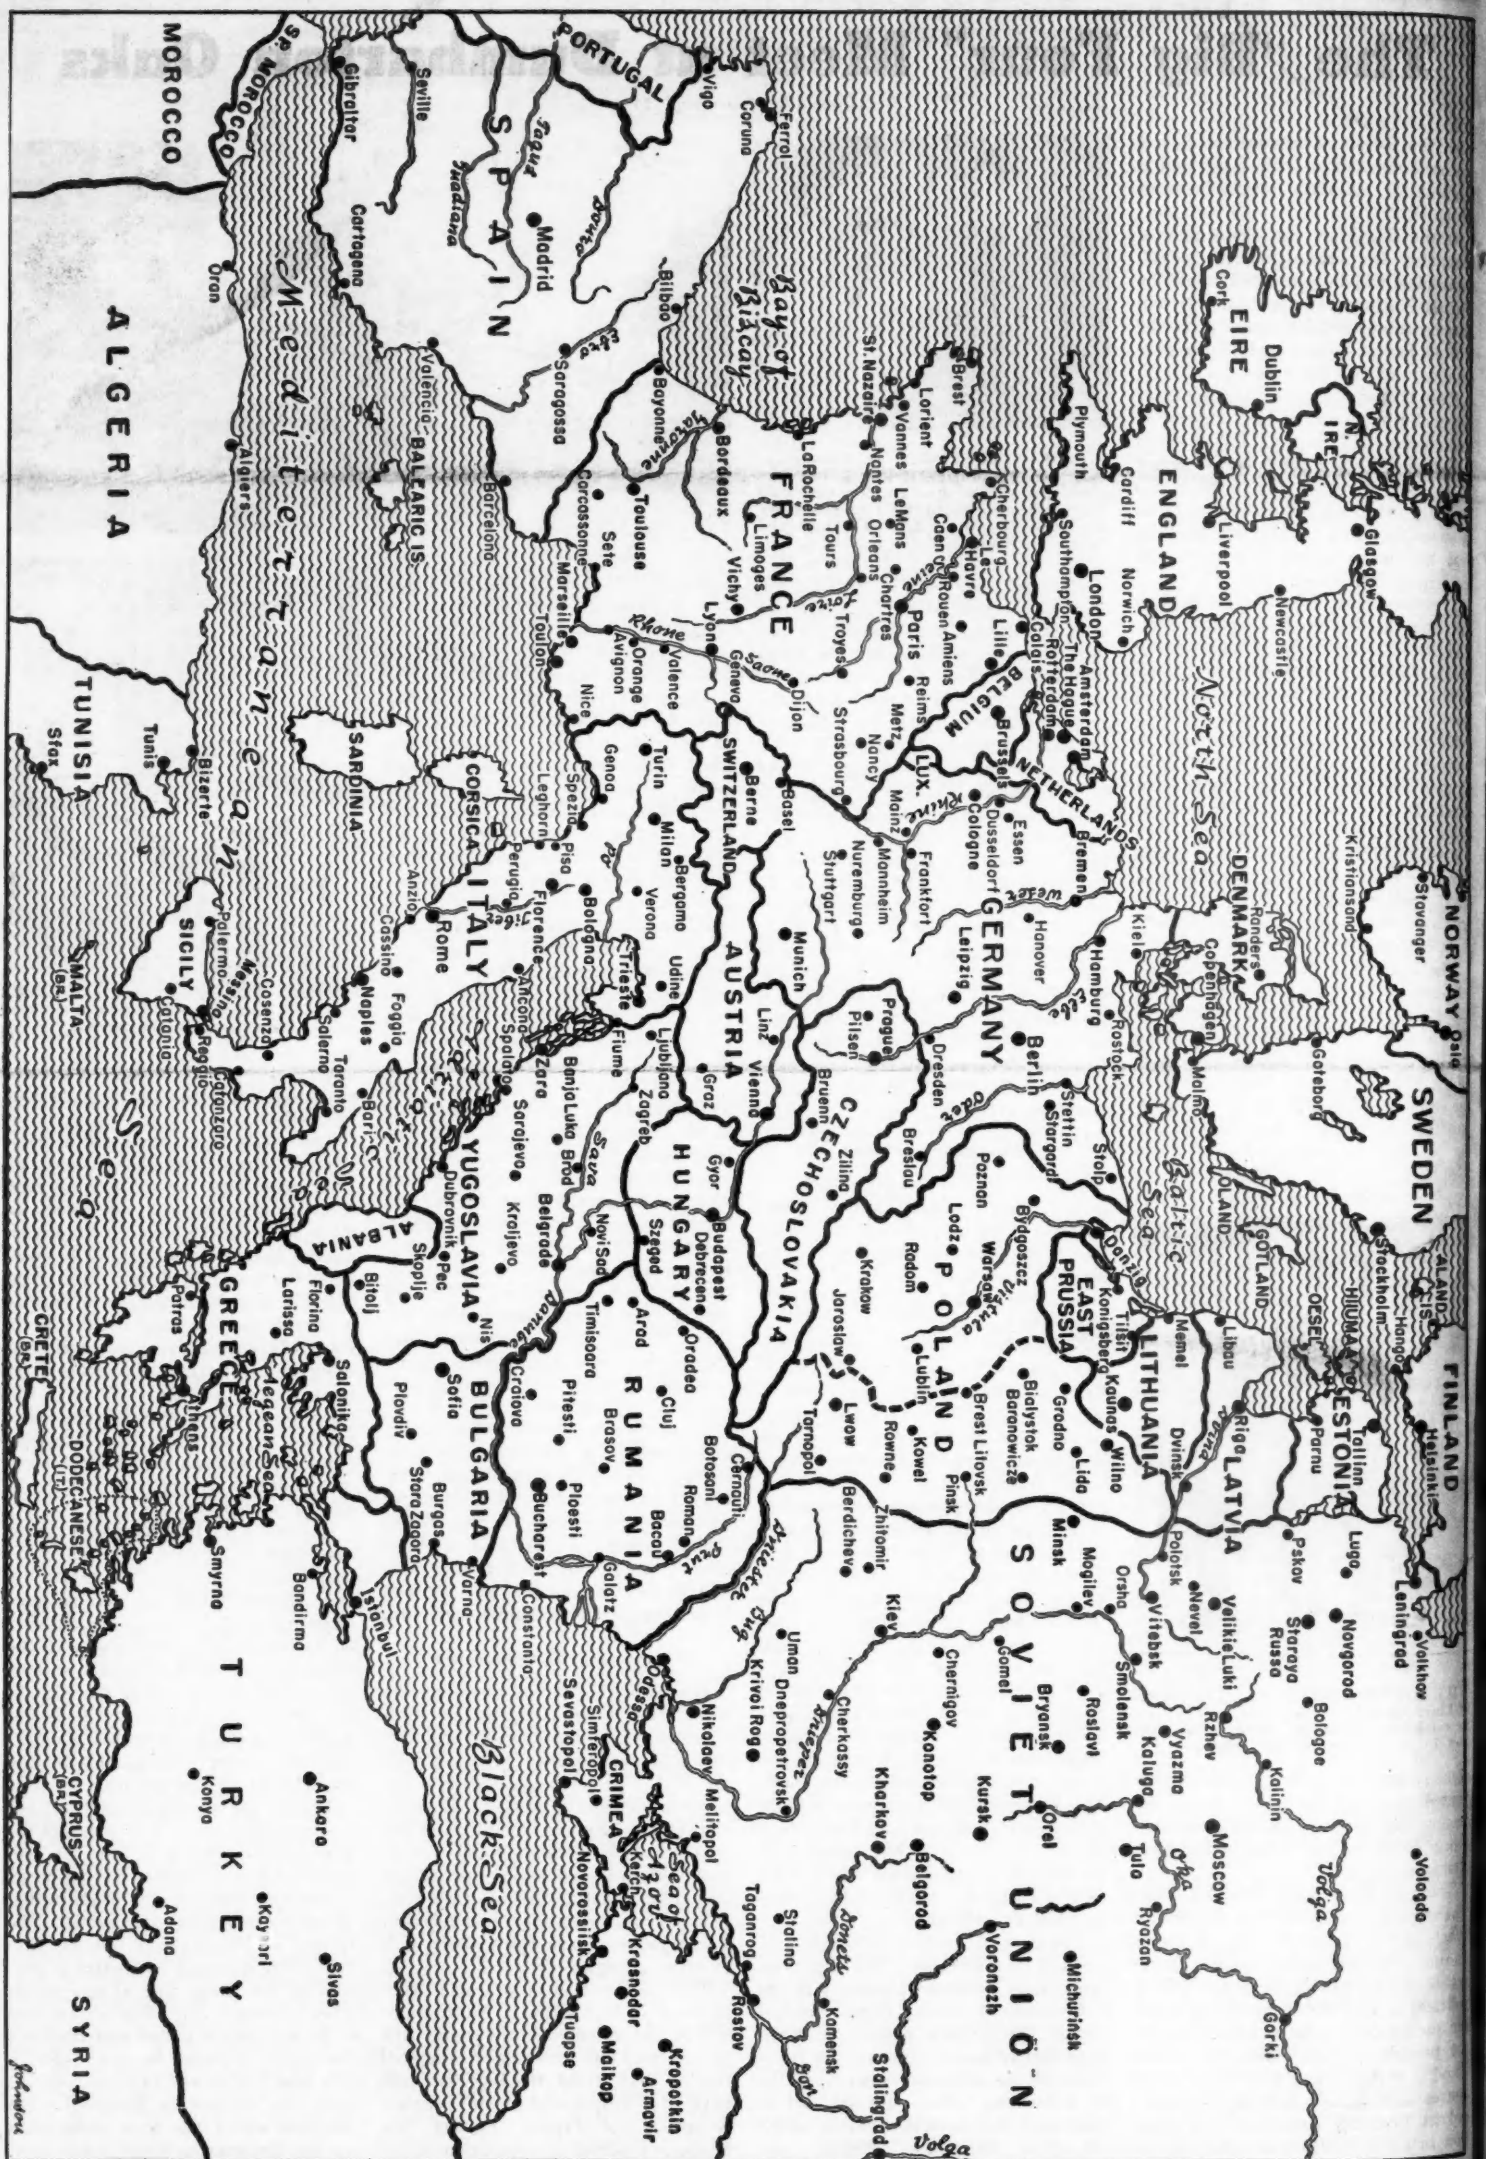 NORWAY
SWEDEN
FINLAND
Stavanger
Oslo
Kristiansand
Goteborg
Stockholm
ALAND
IS.
Hango
Helsinki
Leningrad
Volkhov
Vologda
Glasgow
N.
IRE.
Newcastle
North Sea
DENMARK
Randers
Copenhagen
Malmo
Baltic
Sea
OLAND
GOTLAND
HIIUMAA
OESEL
Tallinn
ESTONIA
Parnu
Luga
Pskov
Novgorod
Staraya
Russa
Bologoe
EIRE
Dublin
Cork
ENGLAND
Liverpool
Cardiff
Norwich
London
Plymouth
Southampton
Amsterdam
The Hague
Rotterdam
NETHERLANDS
Bremen
Kiel
Hamburg
Rostock
Stettin
Stargard
Stolp
Danzig
EAST
PRUSSIA
Konigsberg
Tilsit
Memel
Libau
Riga
LATVIA
Dvina
Dvinsk
LITHUANIA
Kaunas
Wilno
Polotsk
Nevel
Velikie Luki
Vitebsk
Orsha
Rzhev
Kalinin
Volga
Gorki
Moscow
Vyazma
Kaluga
Smolensk
Mogilev
Minsk
Lida
Grodno
Bialystok
Baranowicze
Roslavl
Bryansk
Orel
Tula
Oka
Ryazan
Michurinsk
Brest
Lorient
Vannes
St. Nazaire
Nantes
Cherbourg
Le
Havre
Caen
LeMans
Rouen
Seine
Calais
Lille
Amiens
BELGIUM
Brussels
LUX.
Essen
Dusseldorf
Cologne
Rhine
Weser
Hanover
GERMANY
Elbe
Berlin
Leipzig
Dresden
Oder
Breslau
Poznan
Bydgoszcz
Vistula
Warsaw
Lodz
Radom
POLAND
Lublin
Brest Litovsk
Pinsk
Kowel
Rowne
SOVIET UNION
Gomel
Chernigov
Konotop
Kursk
Voronezh
Belgorod
Kharkov
Stalingrad
Volga
Bay of
Biscay
LaRochelle
Tours
Orleans
Chartres
Paris
Reims
Troyes
Loire
FRANCE
Metz
Nancy
Strasbourg
Mainz
Frankfort
Mannheim
Nuremburg
Stuttgart
Munich
Prague
Pilsen
Bruenn
CZECHOSLOVAKIA
Zilina
Krakow
Jaroslaw
Lwow
Tarnopol
Zhitomir
Berdichev
Kiev
Uman
Cherkassy
Dnieper
Dnepropetrovsk
Krivoi Rog
Stalino
Donets
Kamensk
Don
Ferrol
Coruna
Vigo
PORTUGAL
Bilbao
Bayonne
Bordeaux
Garonne
Limoges
Vichy
Lyon
Saone
Dijon
Geneva
SWITZERLAND
Berne
Basel
AUSTRIA
Linz
Vienna
Graz
HUNGARY
Gyor
Budapest
Debrecen
Szeged
Oradea
Arad
Timisoara
Cluj
RUMANIA
Cernauti
Botosani
Roman
Bacau
Prut
Dniester
Bug
Odessa
Nikolaev
Melitopol
Taganrog
Rostov
Kropotkin
Armavir
Douro
Madrid
Tague
SPAIN
Guadiana
Ebro
Saragossa
Toulouse
Carcassonne
Sete
Rhone
Valence
Orange
Avignon
Marseille
Toulon
Nice
Turin
Genoa
Spezia
Leghorn
Milan
Bergamo
Po
Verona
Pisa
Bologna
Florence
Perugia
Udine
Trieste
Fiume
Ljubljana
Zagreb
Zara
Banja Luka
Sava
Brod
Novi Sad
Belgrade
Danube
Brasov
Pitesti
Ploesti
Craiova
Bucharest
Galatz
Constanta
Sevastopol
Simferopol
CRIMEA
Sea of
Azov
Kerch
Novorossisk
Krasnodar
Tuapse
Maikop
Seville
Gibraltar
Cartagena
Valencia
Barcelona
BALEARIC IS.
CORSICA
ITALY
Tiber
Rome
Anzio
Ancona
Cassino
Foggia
Naples
Salerno
Spolato
Sarajevo
YUGOSLAVIA
Dubrovnik
Kraljevo
Pec
Skoplje
Nis
Sofia
BULGARIA
Plovdiv
Stara Zagora
Burgas
Varna
Black Sea
SP. MOROCCO
MOROCCO
Oran
Mediterranean
Sea
Algiers
ALGERIA
SARDINIA
Bizerte
Tunis
TUNISIA
Sfax
SICILY
Palermo
Messina
Catania
Reggio
Cosenza
Catanzaro
MALTA
(BR.)
Taranto
Bari
ALBANIA
Bitolj
Florina
Larissa
Salonika
GREECE
Patras
Athens
Aegean Sea
CRETE
(BR.)
DODECANESE
(IT.)
Istanbul
Bandirma
Smyrna
TURKEY
Ankara
Konya
Sivas
Adana
CYPRUS
(BR.)
SYRIA
Johnson